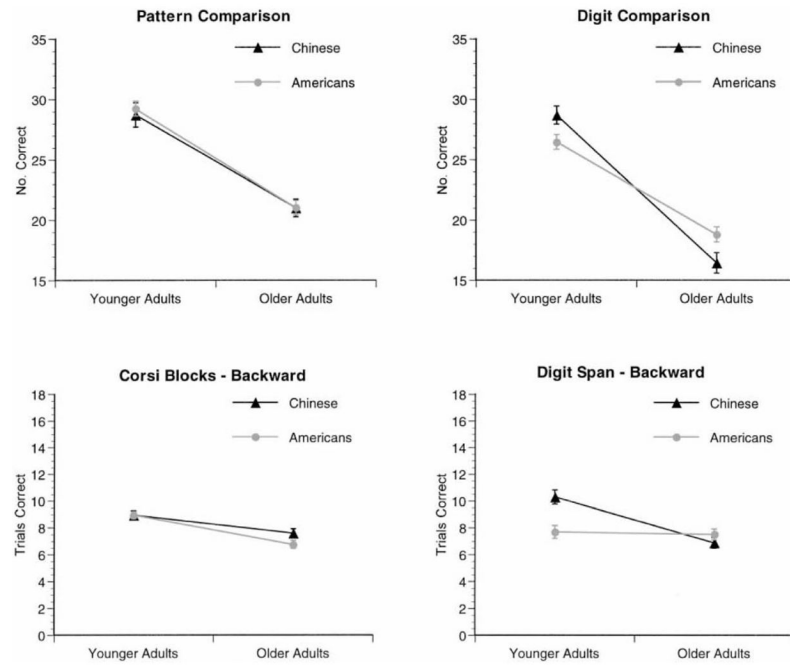 Pattern Comparison
Chinese
Americans
No. Correct
35
30
25
20
15
Younger Adults Older Adults
Digit Comparison
Chinese
Americans
No. Correct
35
30
25
20
15
Younger Adults Older Adults
Corsi Blocks - Backward
Chinese
Americans
Trials Correct
18
16
14
12
10
8
6
4
2
0
Younger Adults Older Adults
Digit Span - Backward
Chinese
Americans
Trials Correct
18
16
14
12
10
8
6
4
2
0
Younger Adults Older Adults